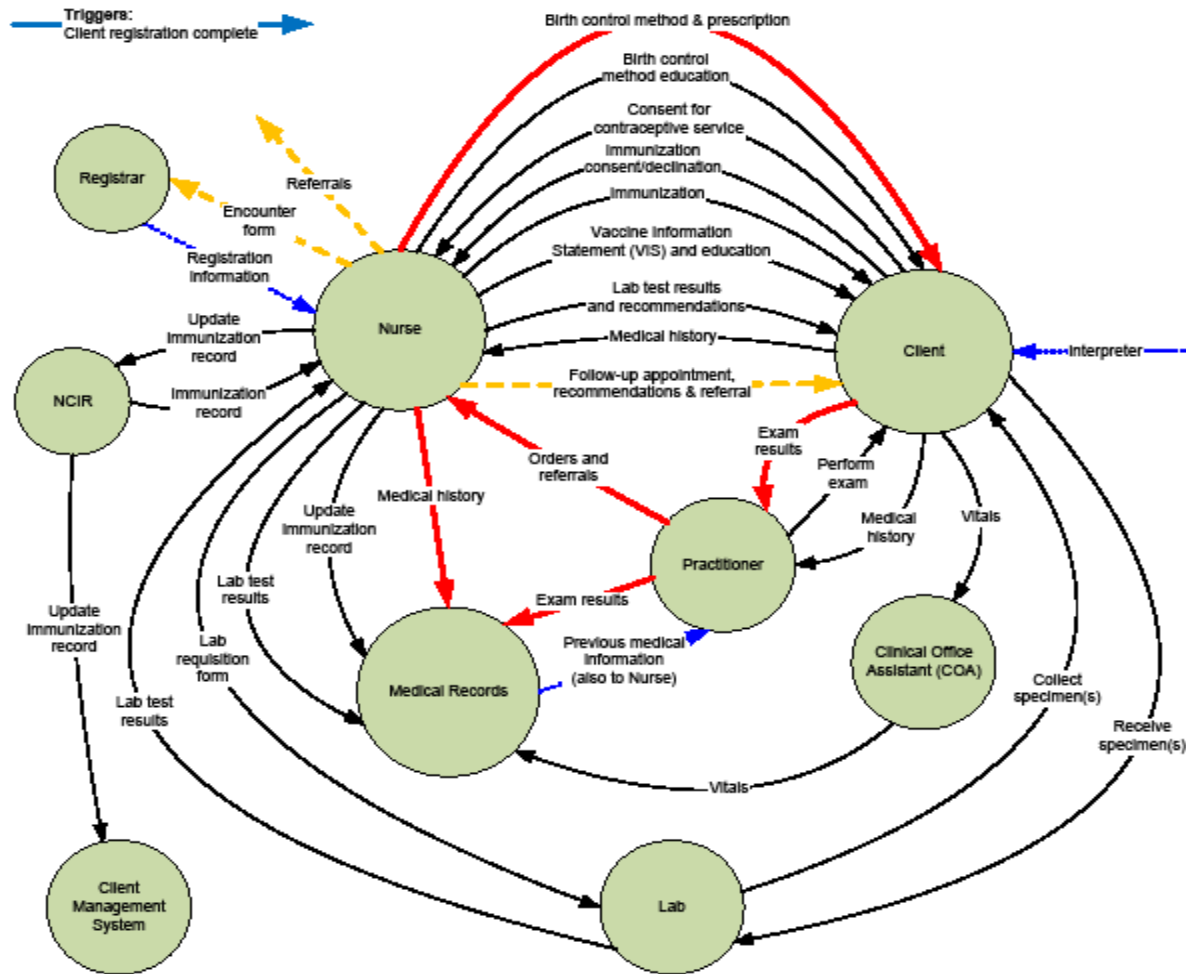 Triggers:
Client registration complete
Birth control method & prescription
Birth control
method education
Consent for
contraceptive service
Immunization
consent/declination
Immunization
Vaccine information
Statement (VIS) and education
Lab test results
and recommendations
Medical history
Follow-up appointment,
recommendations & referral
Registrar
Referrals
Encounter
form
Registration
information
Nurse
Client
Interpreter
Update
immunization
record
NCIR
Immunization
record
Exam
results
Perform
exam
Orders and
referrals
Medical history
Medical
history
Vitals
Update
immunization
record
Practitioner
Lab test
results
Exam results
Update
immunization
record
Lab
requisition
form
Previous medical
information
(also to Nurse)
Clinical Office
Assistant (COA)
Medical Records
Lab test
results
Collect
specimen(s)
Receive
specimen(s)
Vitals
Client
Management
System
Lab